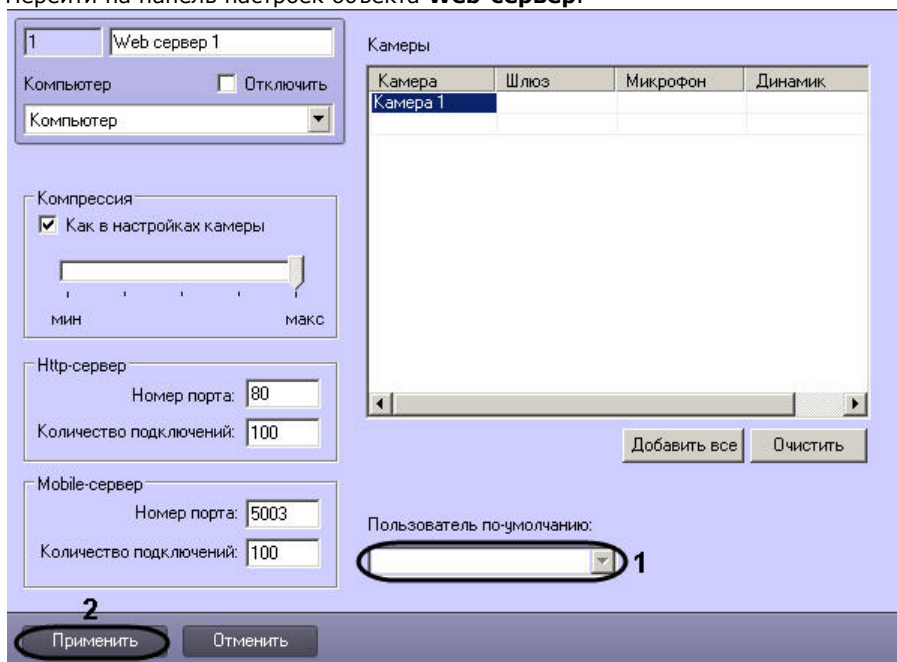 Перейти на панель настроек объекта Web-сервер.
1 Web сервер 1
Компьютер Отключить
Компьютер
Компрессия
Как в настройках камеры
мин макс
Http-сервер
Номер порта: 80
Количество подключений: 100
Mobile-сервер
Номер порта: 5003
Количество подключений: 100
Камеры
Камера Шлюз Микрофон Динамик
Камера 1
Добавить все Очистить
Пользователь по-умолчанию:
1
2
Применить Отменить